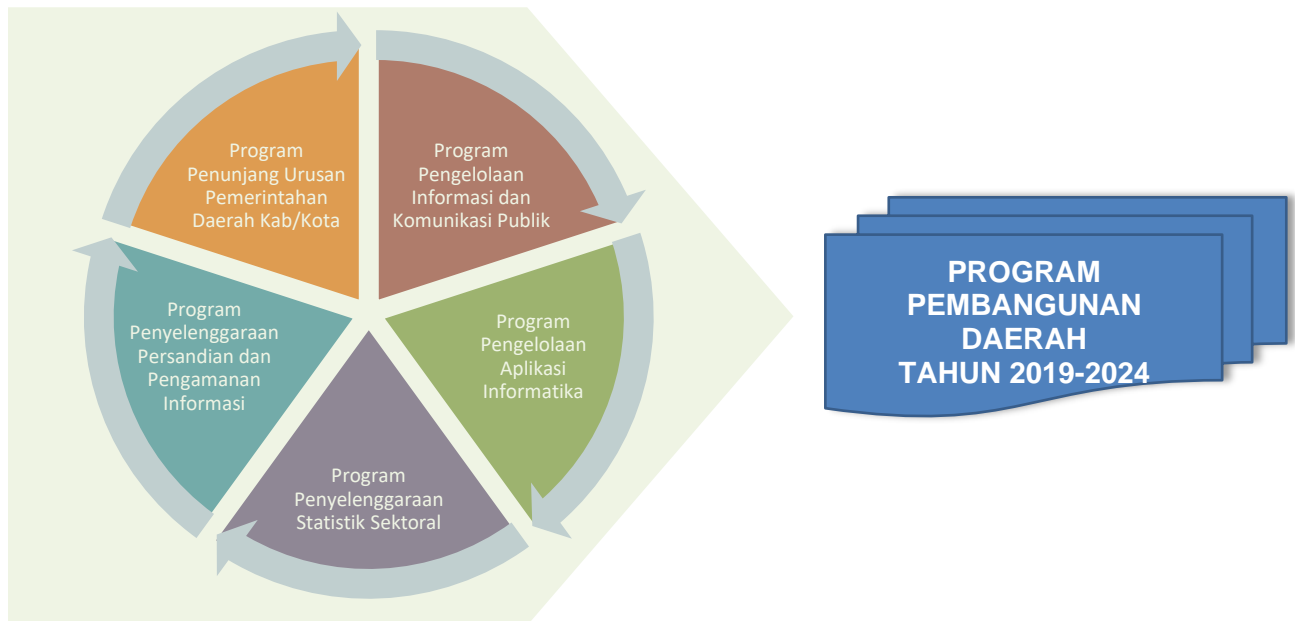 Program
Penunjang Urusan
Pemerintahan
Daerah Kab/Kota
Program
Pengelolaan
Informasi dan
Komunikasi Publik
Program
Pengelolaan
Aplikasi
Informatika
Program
Penyelenggaraan
Statistik Sektoral
Program
Penyelenggaraan
Persandian dan
Pengamanan
Informasi
PROGRAM
PEMBANGUNAN
DAERAH
TAHUN 2019-2024